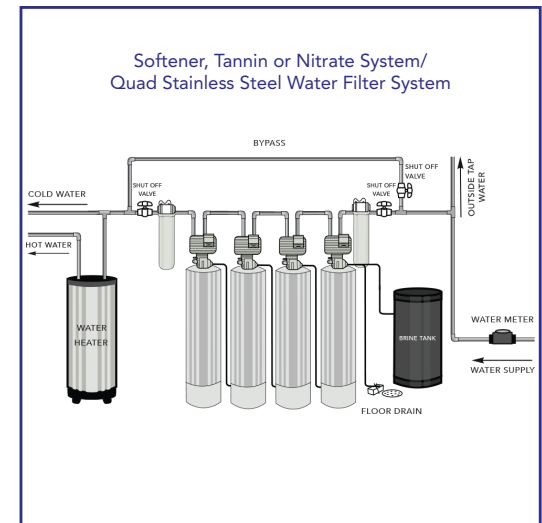 Softener, Tannin or Nitrate System/
Quad Stainless Steel Water Filter System
BYPASS
SHUT OFF
VALVE
SHUT OFF
VALVE
SHUT OFF
VALVE
COLD WATER
OUTSIDE TAP
WATER
HOT WATER
WATER
HEATER
BRINE TANK
WATER METER
WATER SUPPLY
FLOOR DRAIN